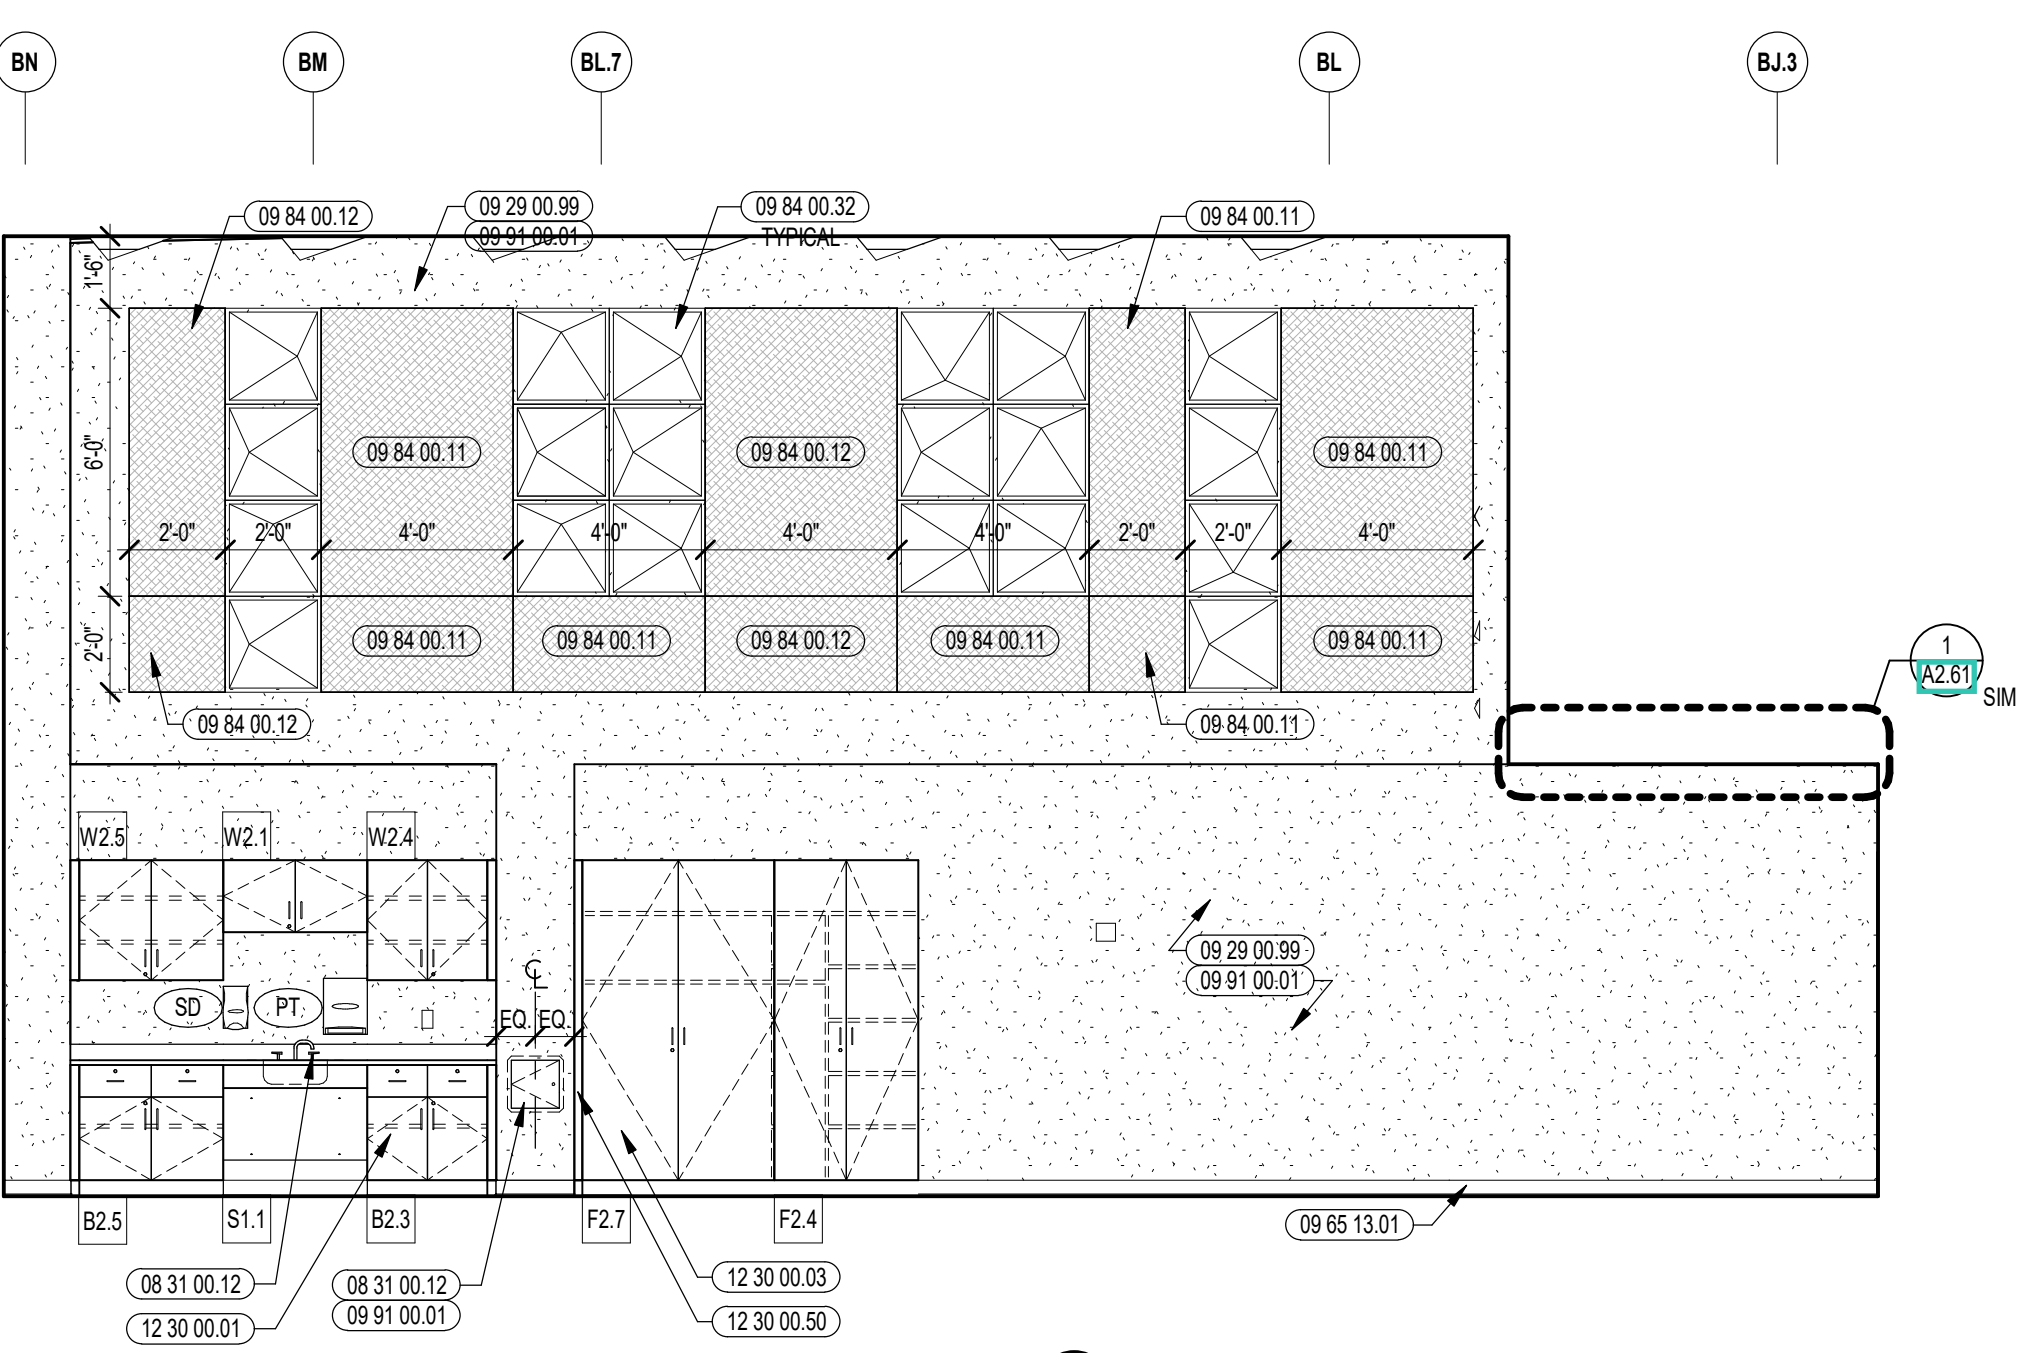 BN
BM
BL.7
BL
BJ.3
09 84 00.12
09 29 00.99
09 91 00.01
09 84 00.32
TYPICAL
09 84 00.11
1'-6"
6'-0"
2'-0"
09 84 00.11
09 84 00.12
09 84 00.11
2'-0"
2'-0"
4'-0"
4'-0"
4'-0"
4'-0"
2'-0"
2'-0"
4'-0"
09 84 00.11
09 84 00.11
09 84 00.12
09 84 00.11
09 84 00.11
1
A2.61
SIM
09 84 00.12
09 84 00.11
W2.5
W2.1
W2.4
09 29 00.99
09 91 00.01
SD
PT
CL
EQ.
EQ.
B2.5
S1.1
B2.3
F2.7
F2.4
09 65 13.01
08 31 00.12
12 30 00.01
08 31 00.12
09 91 00.01
12 30 00.03
12 30 00.50